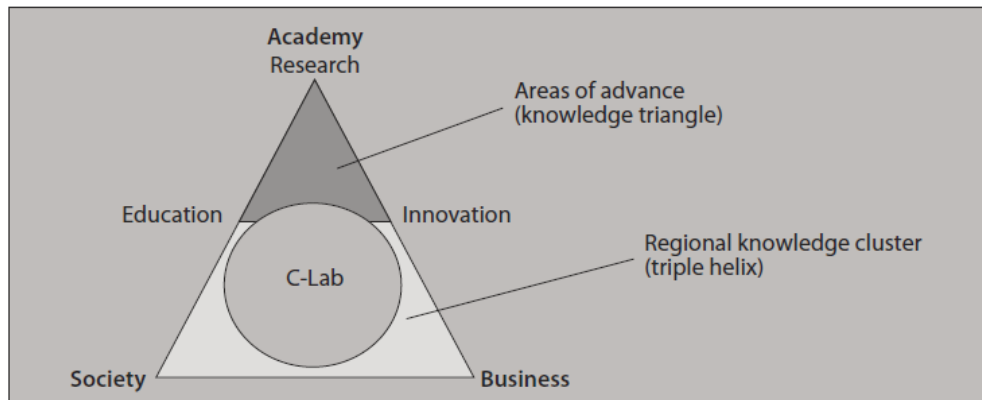 Academy
Research
Areas of advance
(knowledge triangle)
Education
Innovation
Regional knowledge cluster
(triple helix)
C-Lab
Society
Business